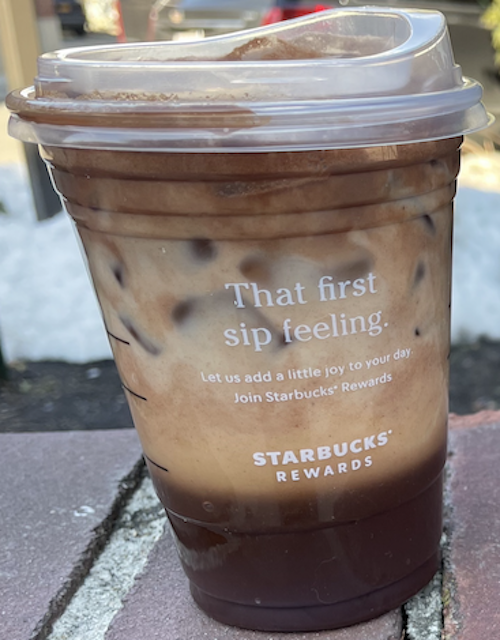 That first
sip feeling.
Let us add a little joy to your day
Join Starbucks® Rewards
STARBUCKS®
REWARDS